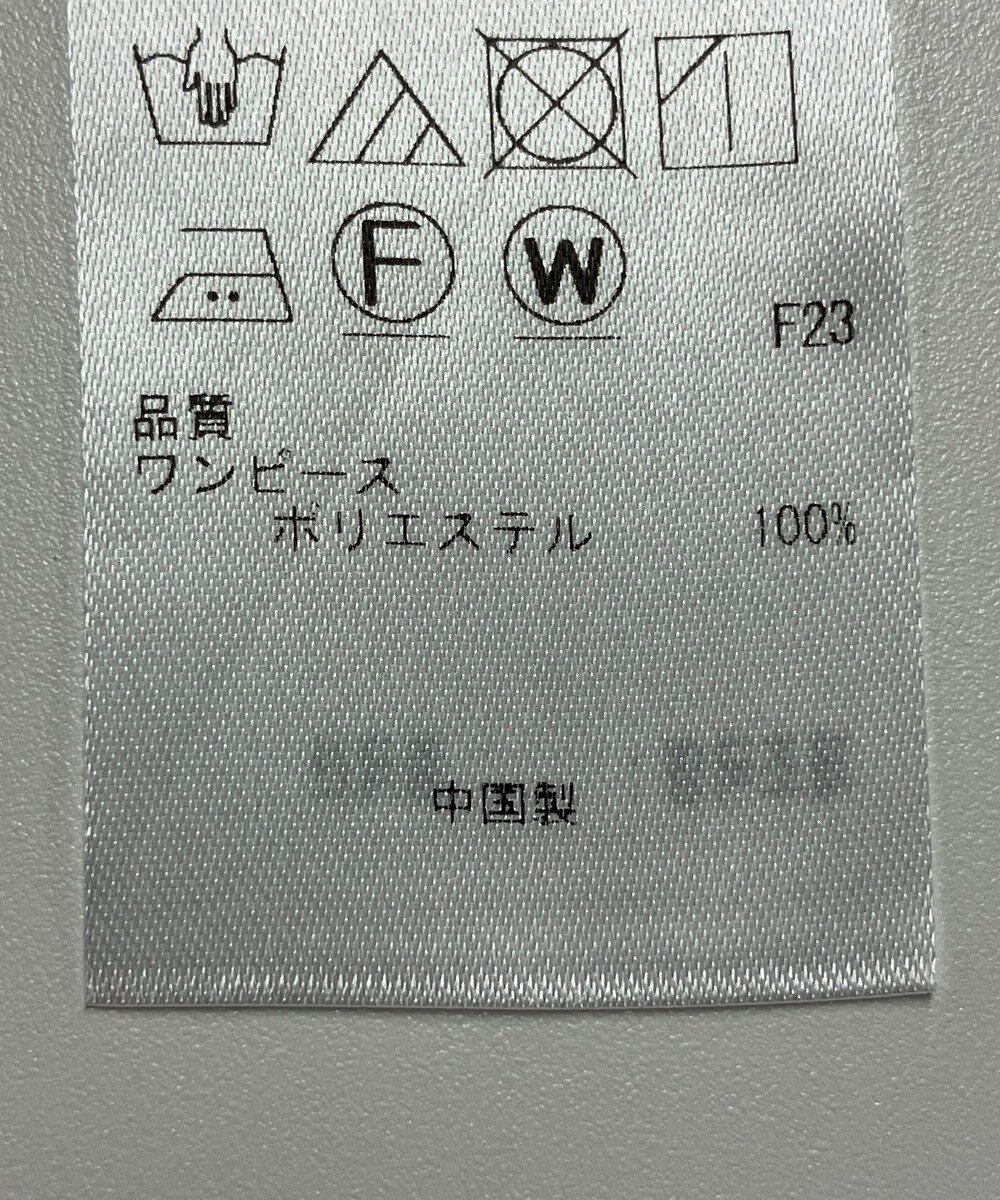 F W
F23
品質
ワンピース
ポリエステル 100%
中国製